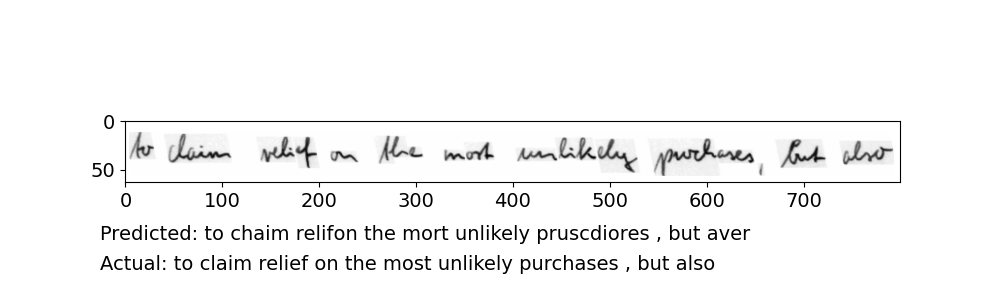 0
to claim relief on the most unlikely purchases, but also
50
0 100 200 300 400 500 600 700
Predicted: to chaim relifon the mort unlikely pruscdiores , but aver
Actual: to claim relief on the most unlikely purchases , but also